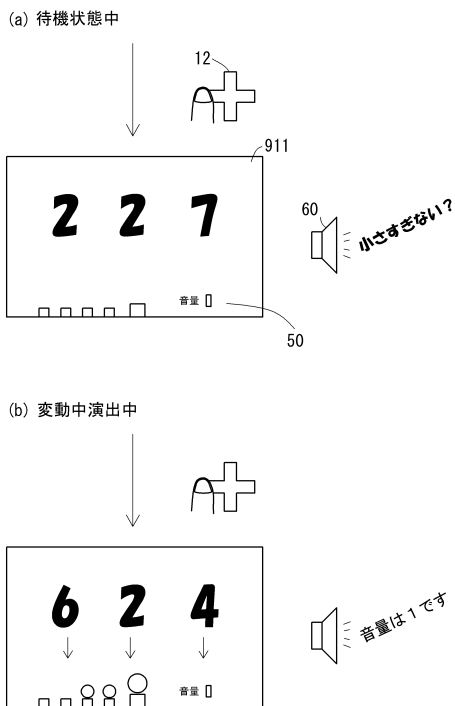 (a) 待機状態中
12
911
2 2 7
60
小さすぎない?
音量
50
(b) 変動中演出中
6 2 4
音量は1です
音量